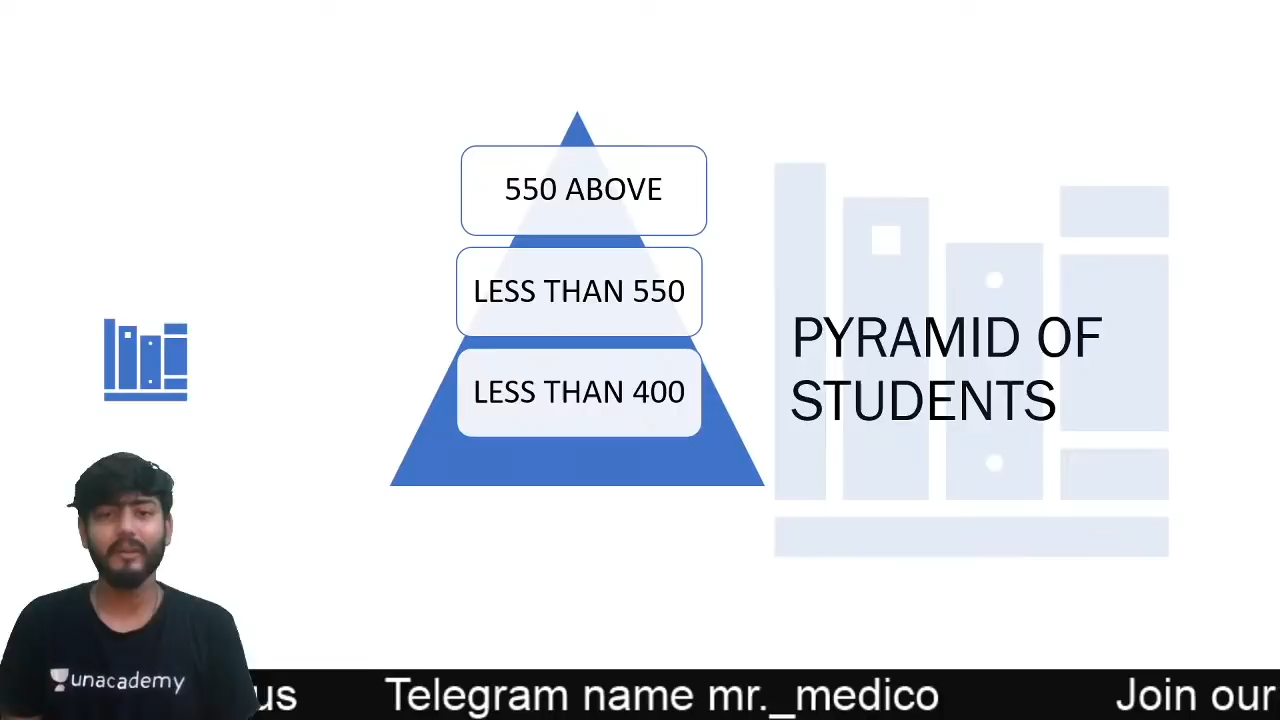 550 ABOVE
LESS THAN 550
LESS THAN 400
PYRAMID OF
STUDENTS
unacademy
us Telegram name mr._medico Join our